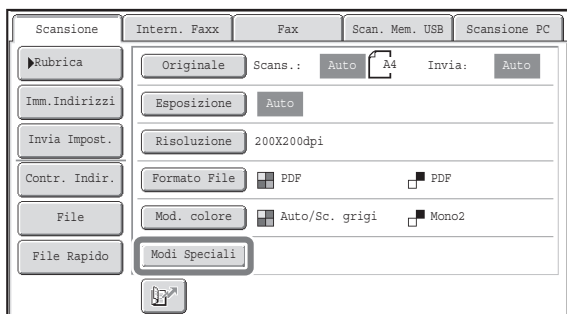 Scansione Intern. Faxx Fax Scan. Mem. USB Scansione PC
Rubrica Originale Scans.: Auto A4 Invia: Auto
Imm.Indirizzi Esposizione Auto
Invia Impost. Risoluzione 200X200dpi
Contr. Indir. Formato File PDF PDF
File Mod. colore Auto/Sc. grigi Mono2
File Rapido Modi Speciali